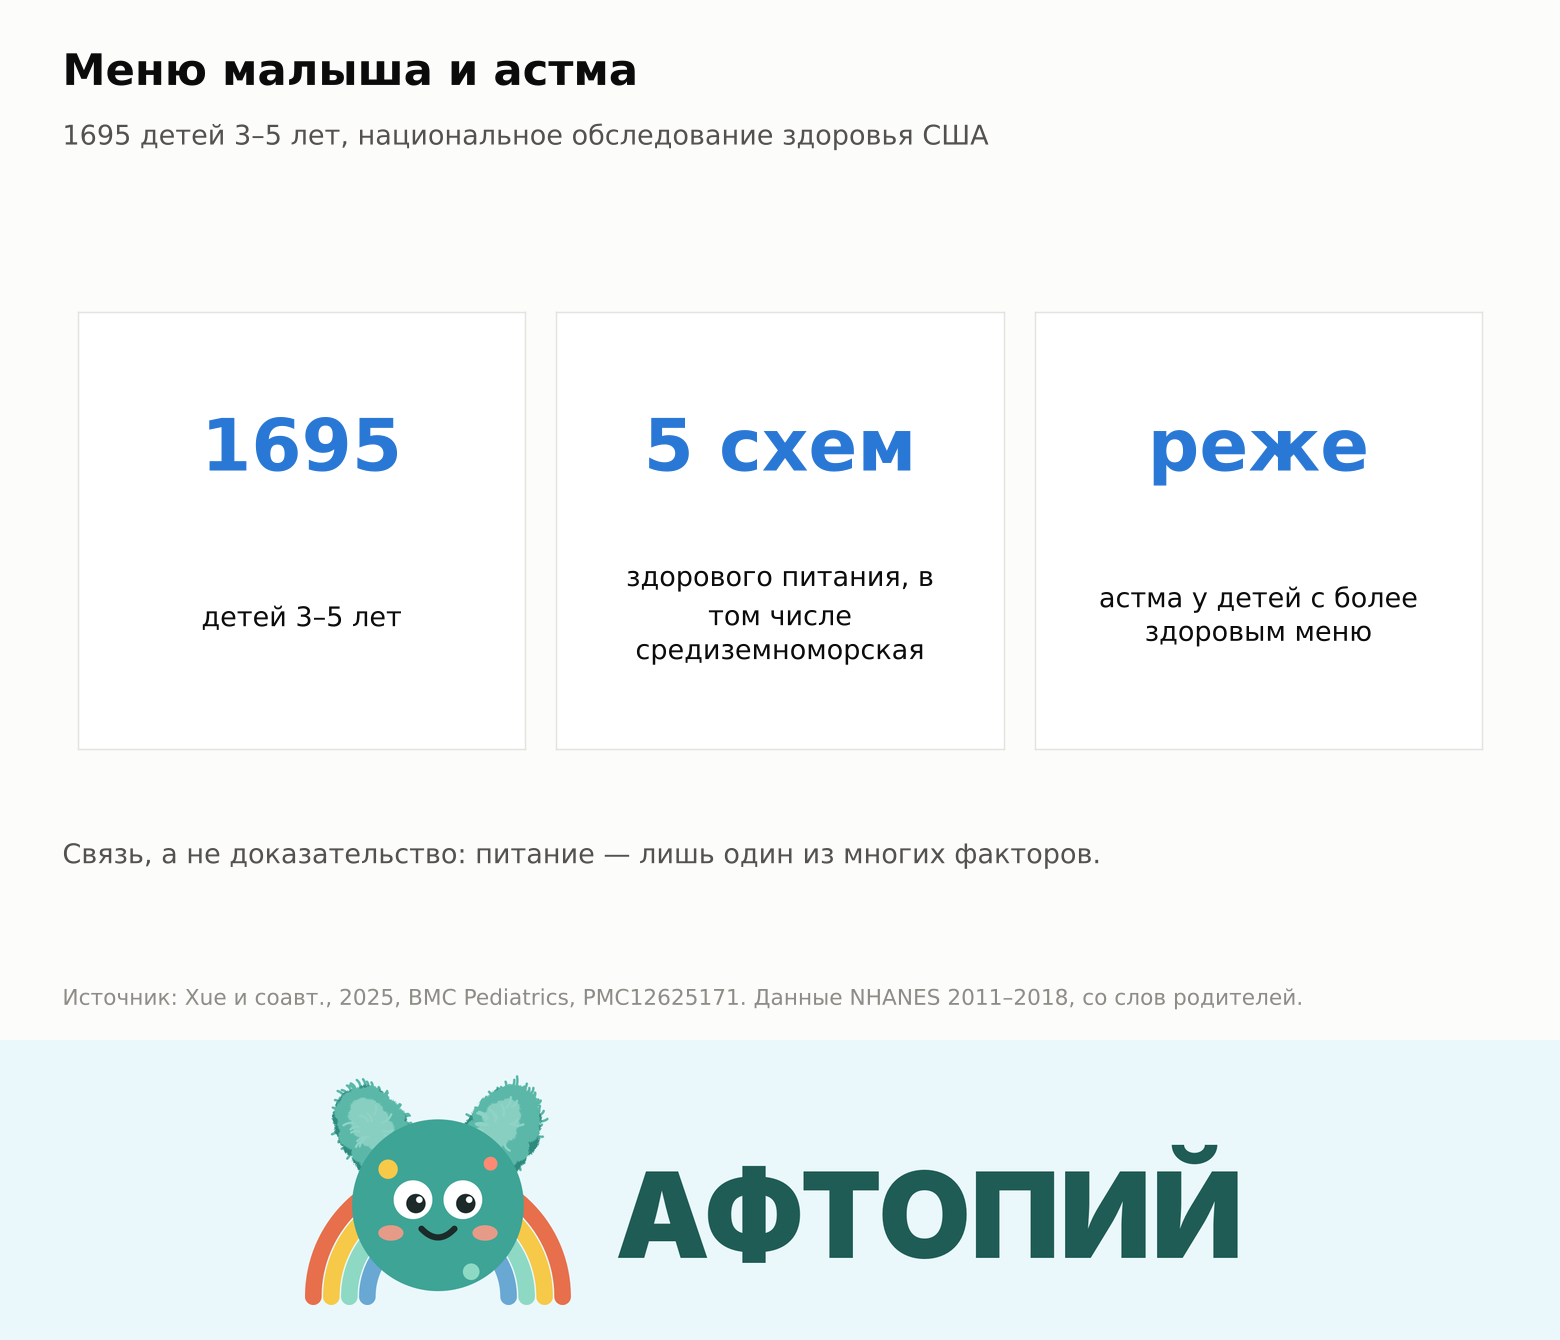 Меню малыша и астма
1695 детей 3–5 лет, национальное обследование здоровья США
1695
детей 3–5 лет
5 схем
здорового питания, в
том числе
средиземноморская
реже
астма у детей с более
здоровым меню
Связь, а не доказательство: питание — лишь один из многих факторов.
Источник: Xue и соавт., 2025, BMC Pediatrics, PMC12625171. Данные NHANES 2011–2018, со слов родителей.
АФТОПИЙ